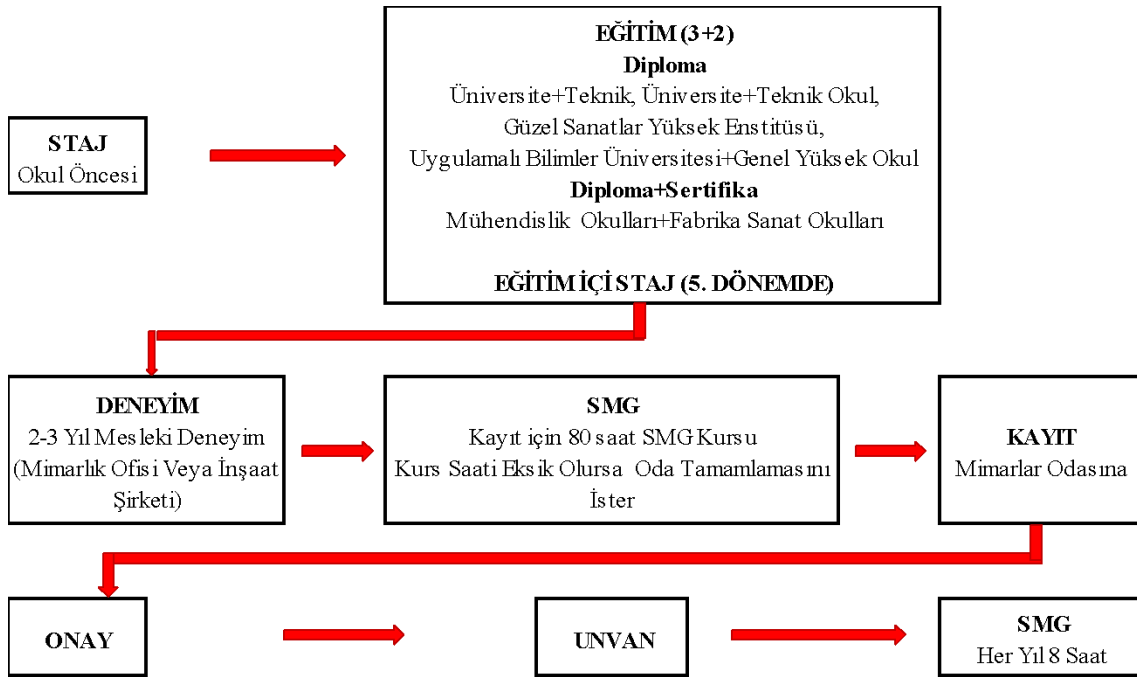 EĞİTİM (3+2)
Diploma
Üniversite+Teknik, Üniversite+Teknik Okul,
Güzel Sanatlar Yüksek Enstitüsü,
Uygulamalı Bilimler Üniversitesi+Genel Yüksek Okul
Diploma+Sertifika
Mühendislik Okulları+Fabrika Sanat Okulları
EĞİTİM İÇİ STAJ (5. DÖNEMDE)
STAJ
Okul Öncesi
DENEYİM
2-3 Yıl Mesleki Deneyim
(Mimarlık Ofisi Veya İnşaat
Şirketi)
SMG
Kayıt için 80 saat SMG Kursu
Kurs Saati Eksik Olursa Oda Tamamlamasını
İster
KAYIT
Mimarlar Odasına
ONAY
UNVAN
SMG
Her Yıl 8 Saat